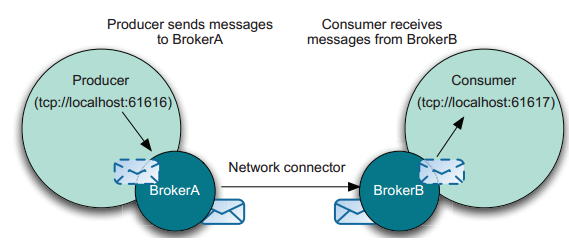 Producer sends messages
to BrokerA
Consumer receives
messages from BrokerB
Producer
(tcp://localhost:61616)
Consumer
(tcp://localhost:61617)
Network connector
BrokerA
BrokerB